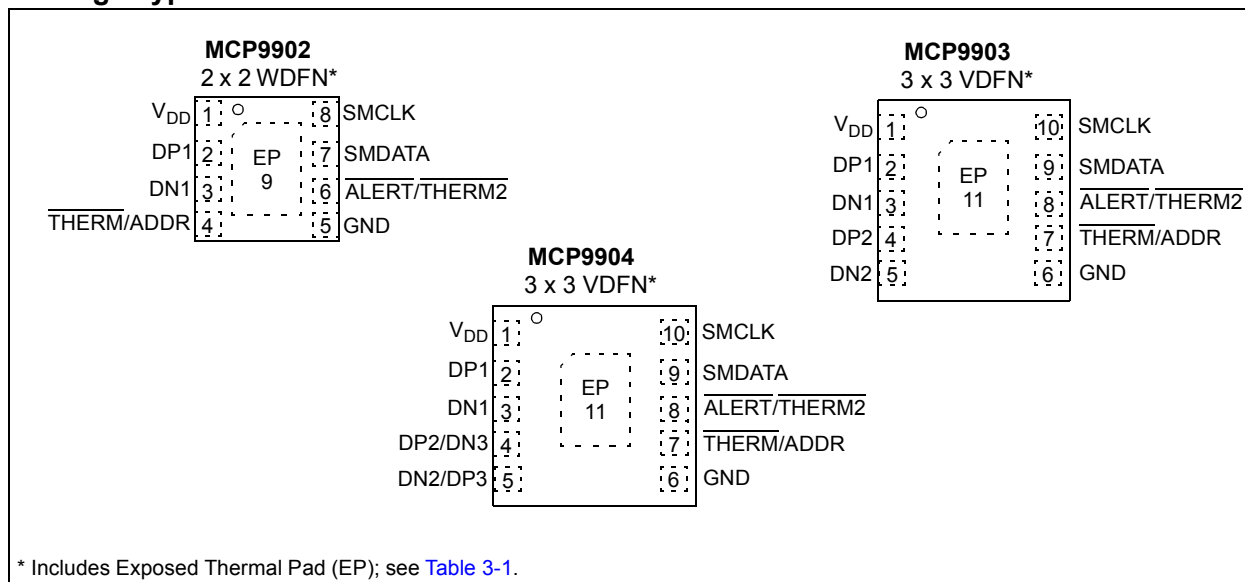 MCP9902
2 x 2 WDFN*
VDD 1 8 SMCLK
DP1 2 EP 7 SMDATA
DN1 3 9 6 ALERT/THERM2
THERM/ADDR 4 5 GND
MCP9903
3 x 3 VDFN*
VDD 1 10 SMCLK
DP1 2 EP 9 SMDATA
DN1 3 11 8 ALERT/THERM2
DP2 4 7 THERM/ADDR
DN2 5 6 GND
MCP9904
3 x 3 VDFN*
VDD 1 10 SMCLK
DP1 2 EP 9 SMDATA
DN1 3 11 8 ALERT/THERM2
DP2/DN3 4 7 THERM/ADDR
DN2/DP3 5 6 GND
* Includes Exposed Thermal Pad (EP); see Table 3-1.